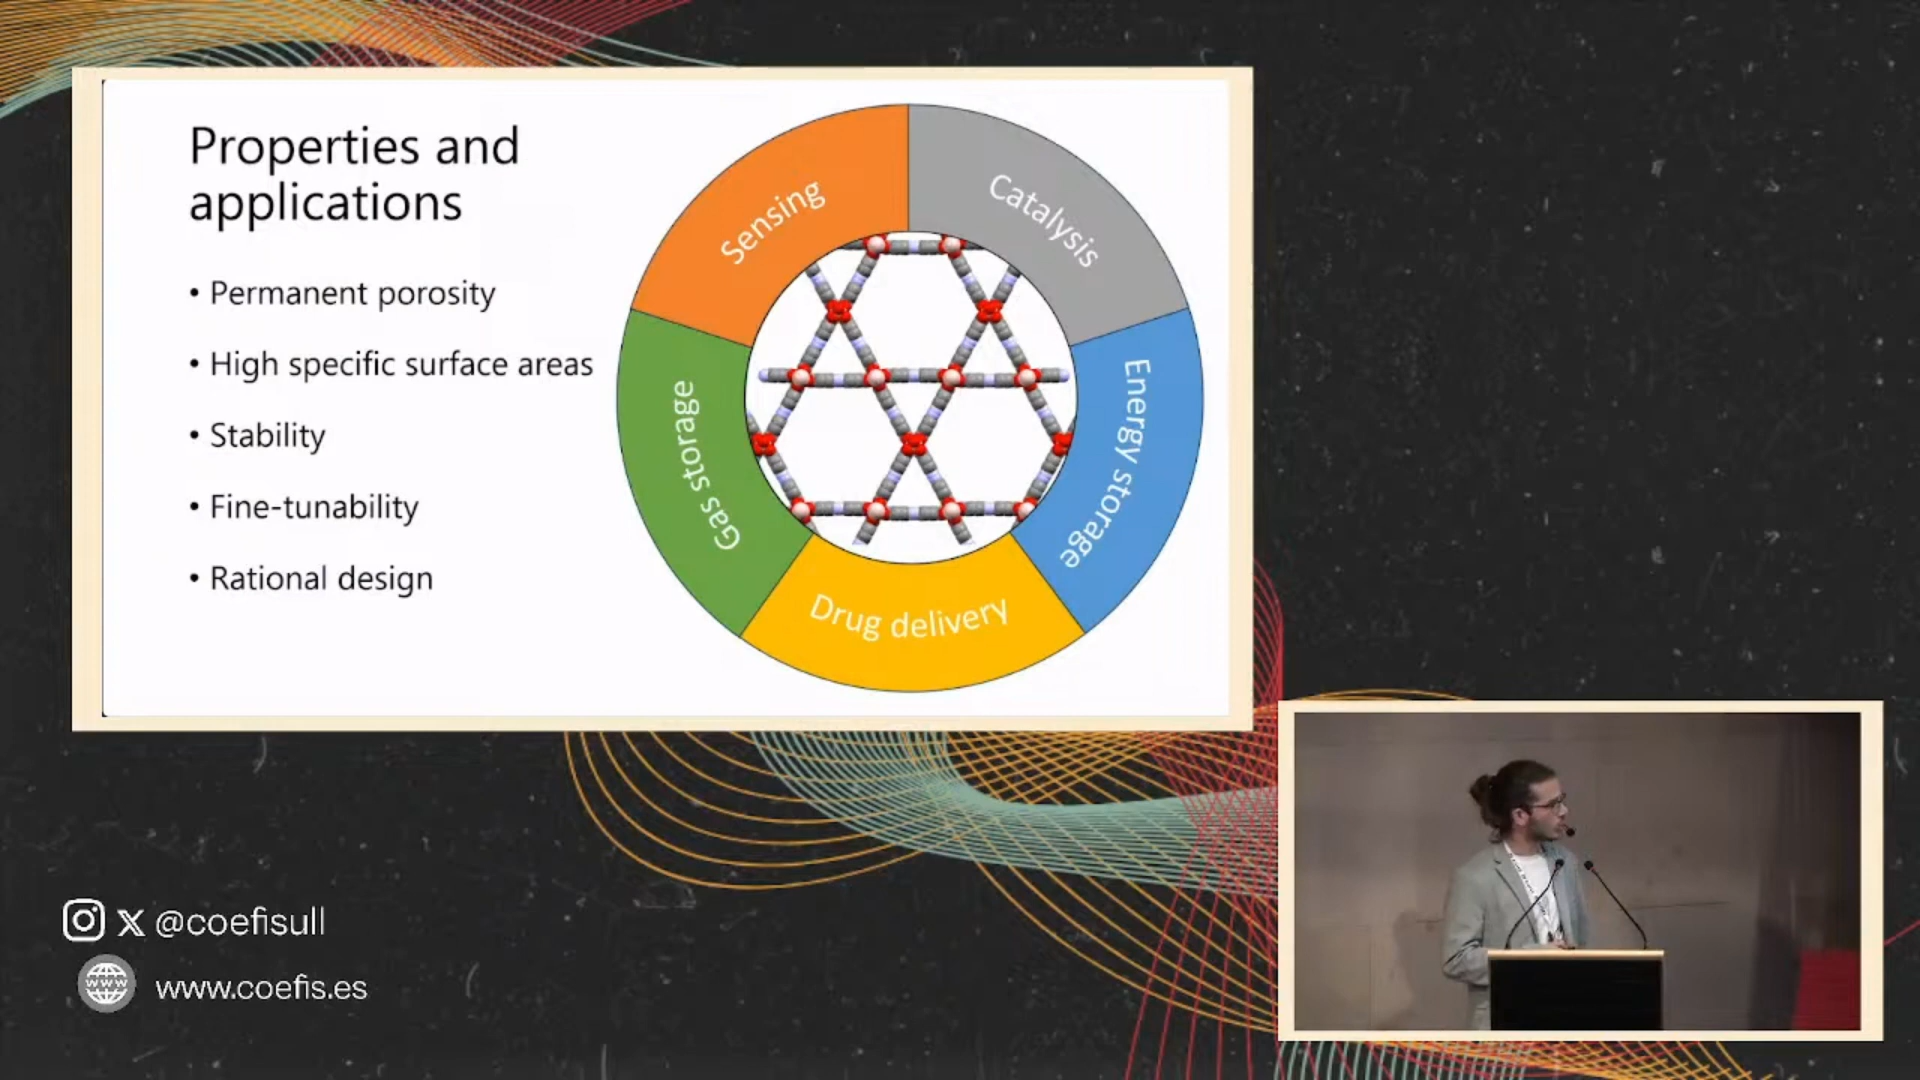 Properties and
applications
• Permanent porosity
• High specific surface areas
• Stability
• Fine-tunability
• Rational design
Sensing
Catalysis
Energy storage
Drug delivery
Gas storage
@coefisull
www
www.coefis.es